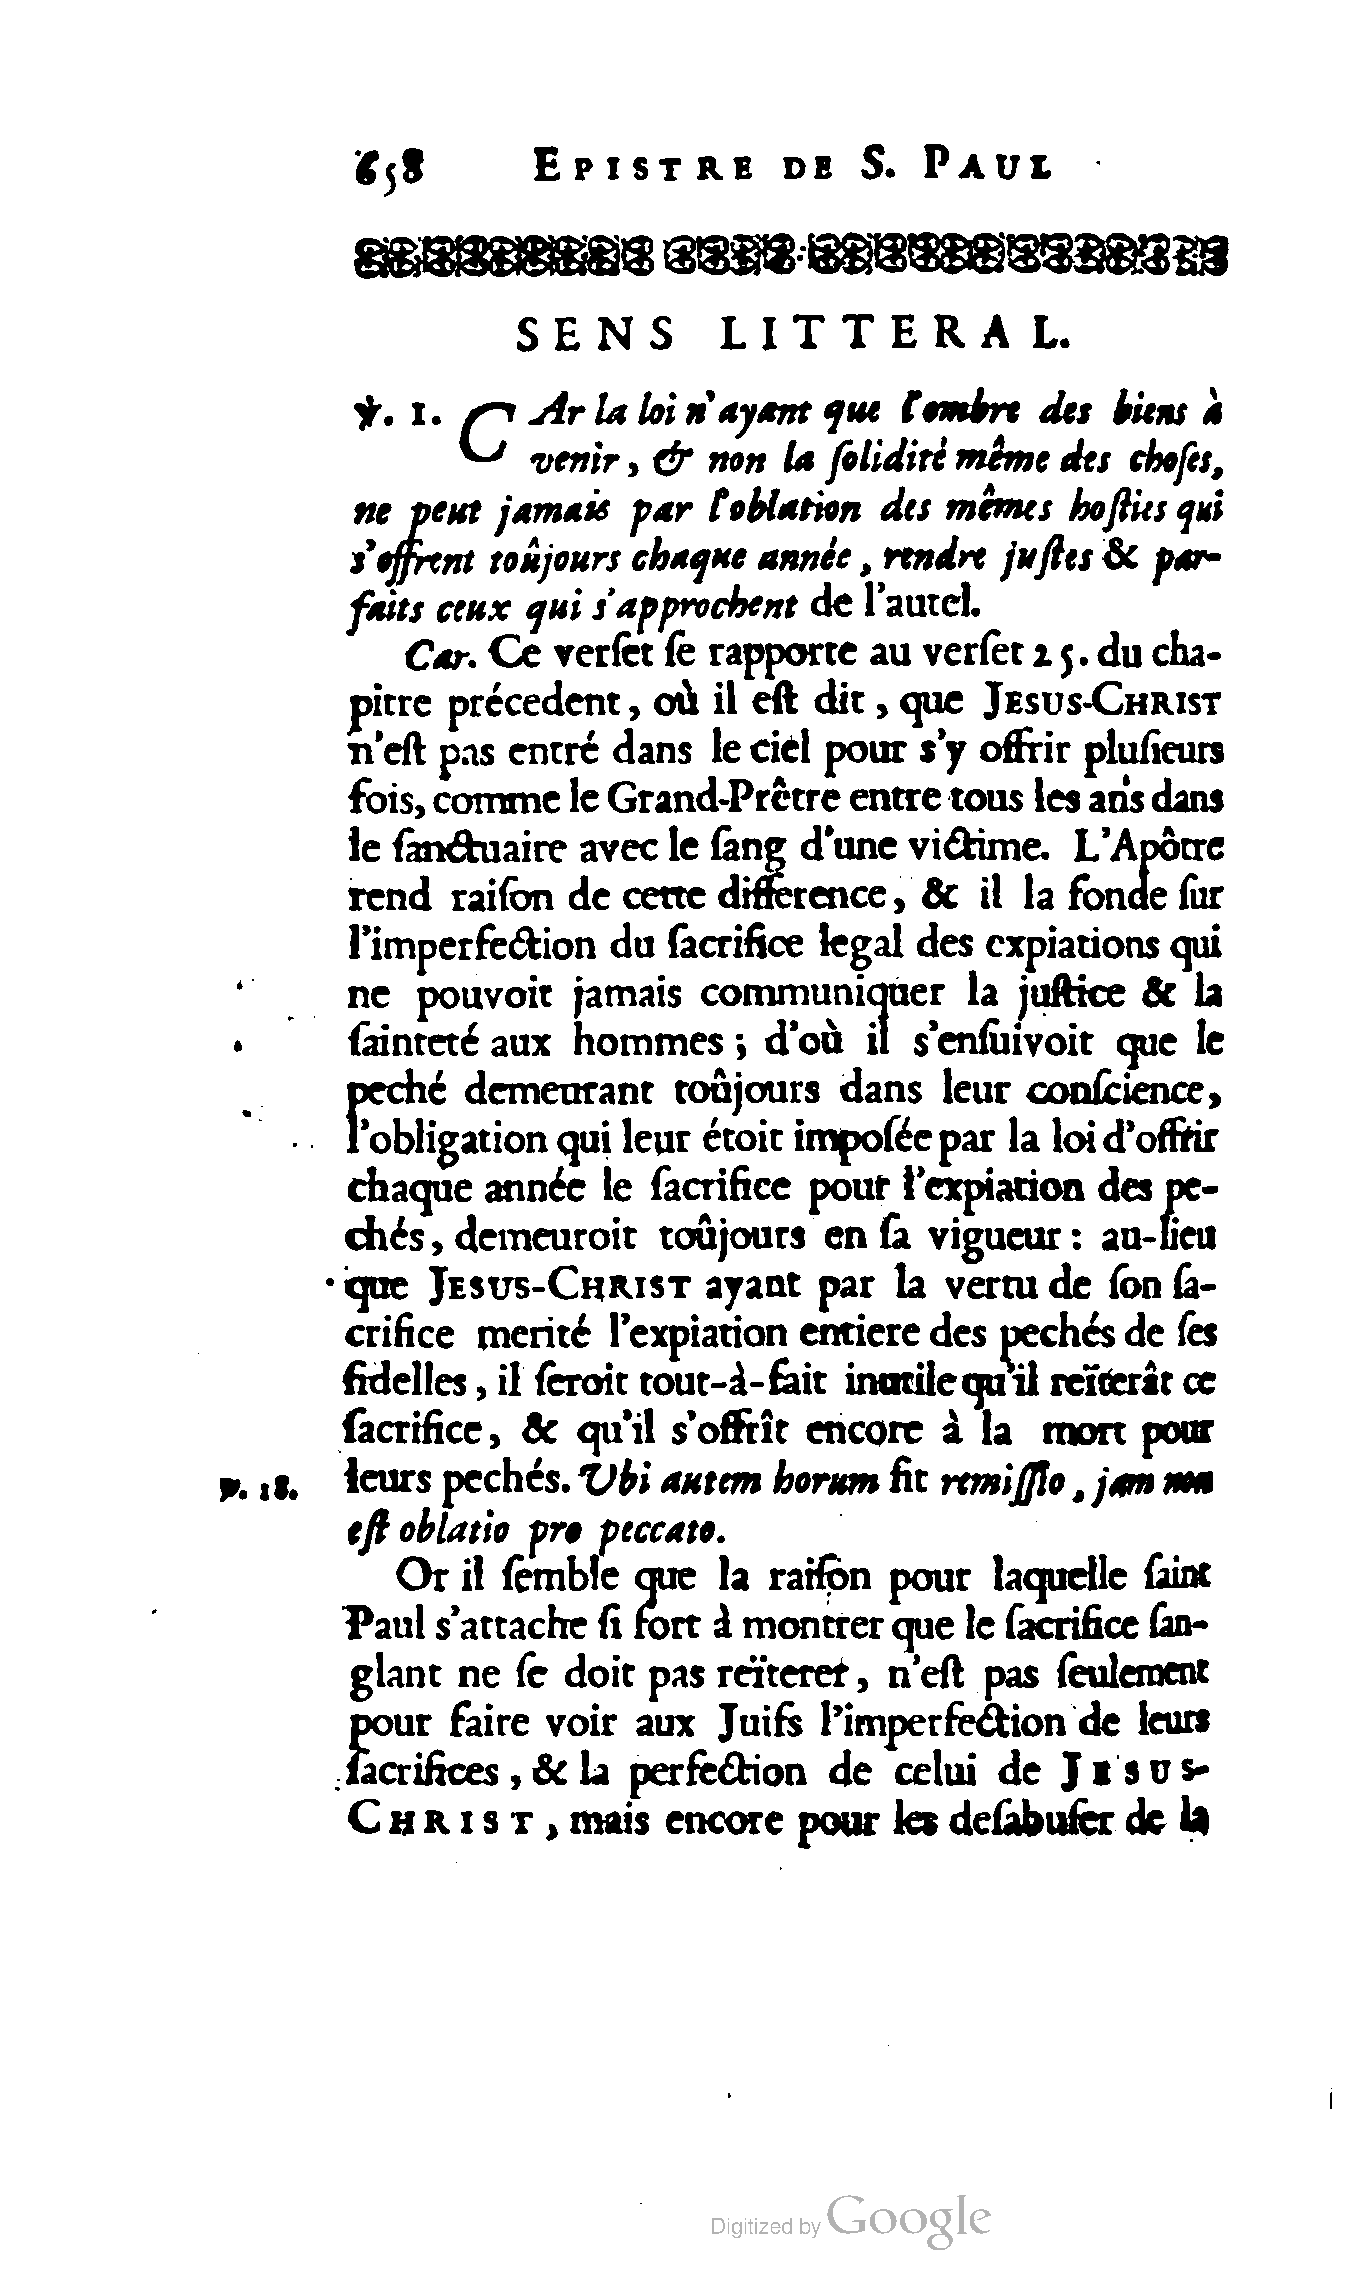 658 EPISTRE DE S. PAUL
SENS LITTERAL.
℣. 1. CAr la loi n'ayant que l'ombre des biens à
venir, & non la ſolidité même des choſes,
ne peut jamais par l'oblation des mêmes hoſties qui
s'offrent toûjours chaque année, rendre juſtes & par-
faits ceux qui s'approchent de l'autel.
Car. Ce verſet ſe rapporte au verſet 25. du cha-
pitre précedent, où il eſt dit, que JESUS-CHRIST
n'eſt pas entré dans le ciel pour s'y offrir pluſieurs
fois, comme le Grand-Prêtre entre tous les ans dans
le ſanctuaire avec le ſang d'une victime. L'Apôtre
rend raiſon de cette difference, & il la fonde ſur
l'imperfection du ſacrifice legal des expiations qui
ne pouvoit jamais communiquer la juſtice & la
ſainteté aux hommes ; d'où il s'enſuivoit que le
peché demeurant toûjours dans leur conſcience,
l'obligation qui leur étoit impoſée par la loi d'offrir
chaque année le ſacrifice pour l'expiation des pe-
chés, demeuroit toûjours en ſa vigueur : au-lieu
que JESUS-CHRIST ayant par la vertu de ſon ſa-
crifice merité l'expiation entiere des pechés de ſes
fidelles, il ſeroit tout-à-fait inutile qu'il reïterât ce
ſacrifice, & qu'il s'offrît encore à la mort pour
leurs pechés. Ubi autem horum fit remiſſio, jam non
v. 18.
eſt oblatio pro peccato.
Or il ſemble que la raiſon pour laquelle ſaint
Paul s'attache ſi fort à montrer que le ſacrifice ſan-
glant ne ſe doit pas reïterer, n'eſt pas ſeulement
pour faire voir aux Juifs l'imperfection de leurs
ſacrifices, & la perfection de celui de JESUS-
CHRIST, mais encore pour les deſabuſer de la
Digitized by Google